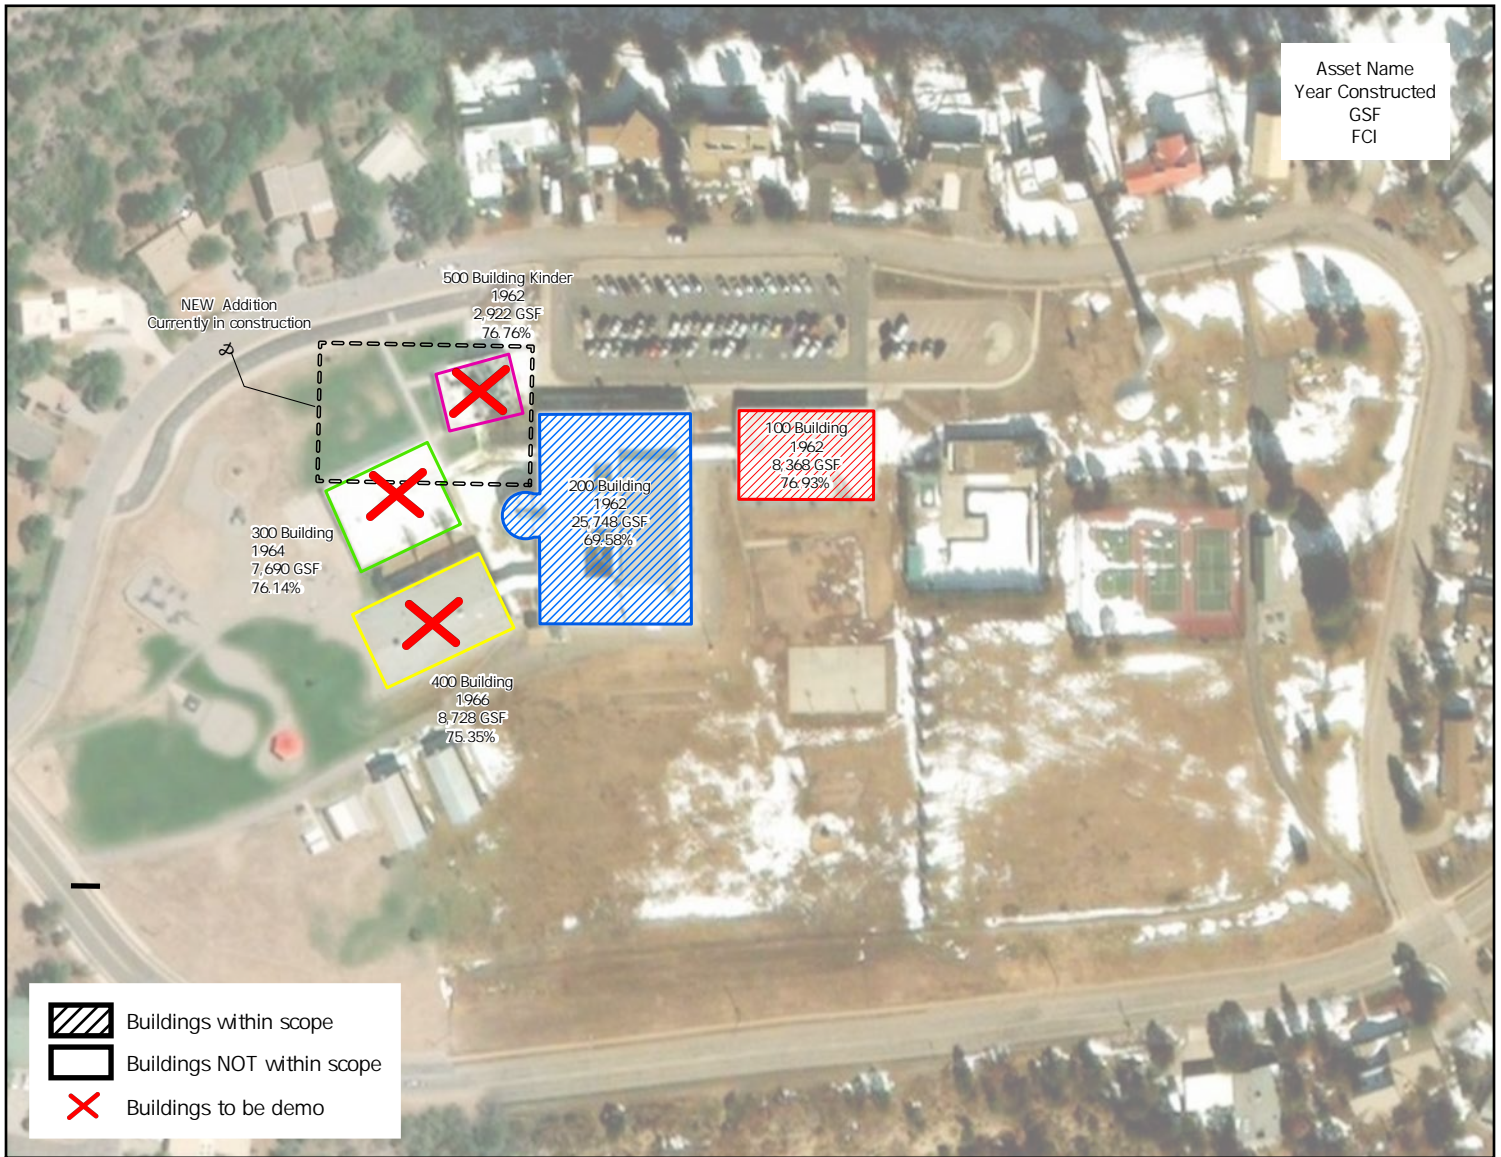 Asset Name
Year Constructed
GSF
FCI
500 Building Kinder
1962
2,922 GSF
76.76%
NEW Addition
Currently in construction
100 Building
1962
8,368 GSF
76.93%
200 Building
1962
25,748 GSF
69.58%
300 Building
1964
7,690 GSF
76.14%
400 Building
1966
8,728 GSF
75.35%
Buildings within scope
Buildings NOT within scope
Buildings to be demo